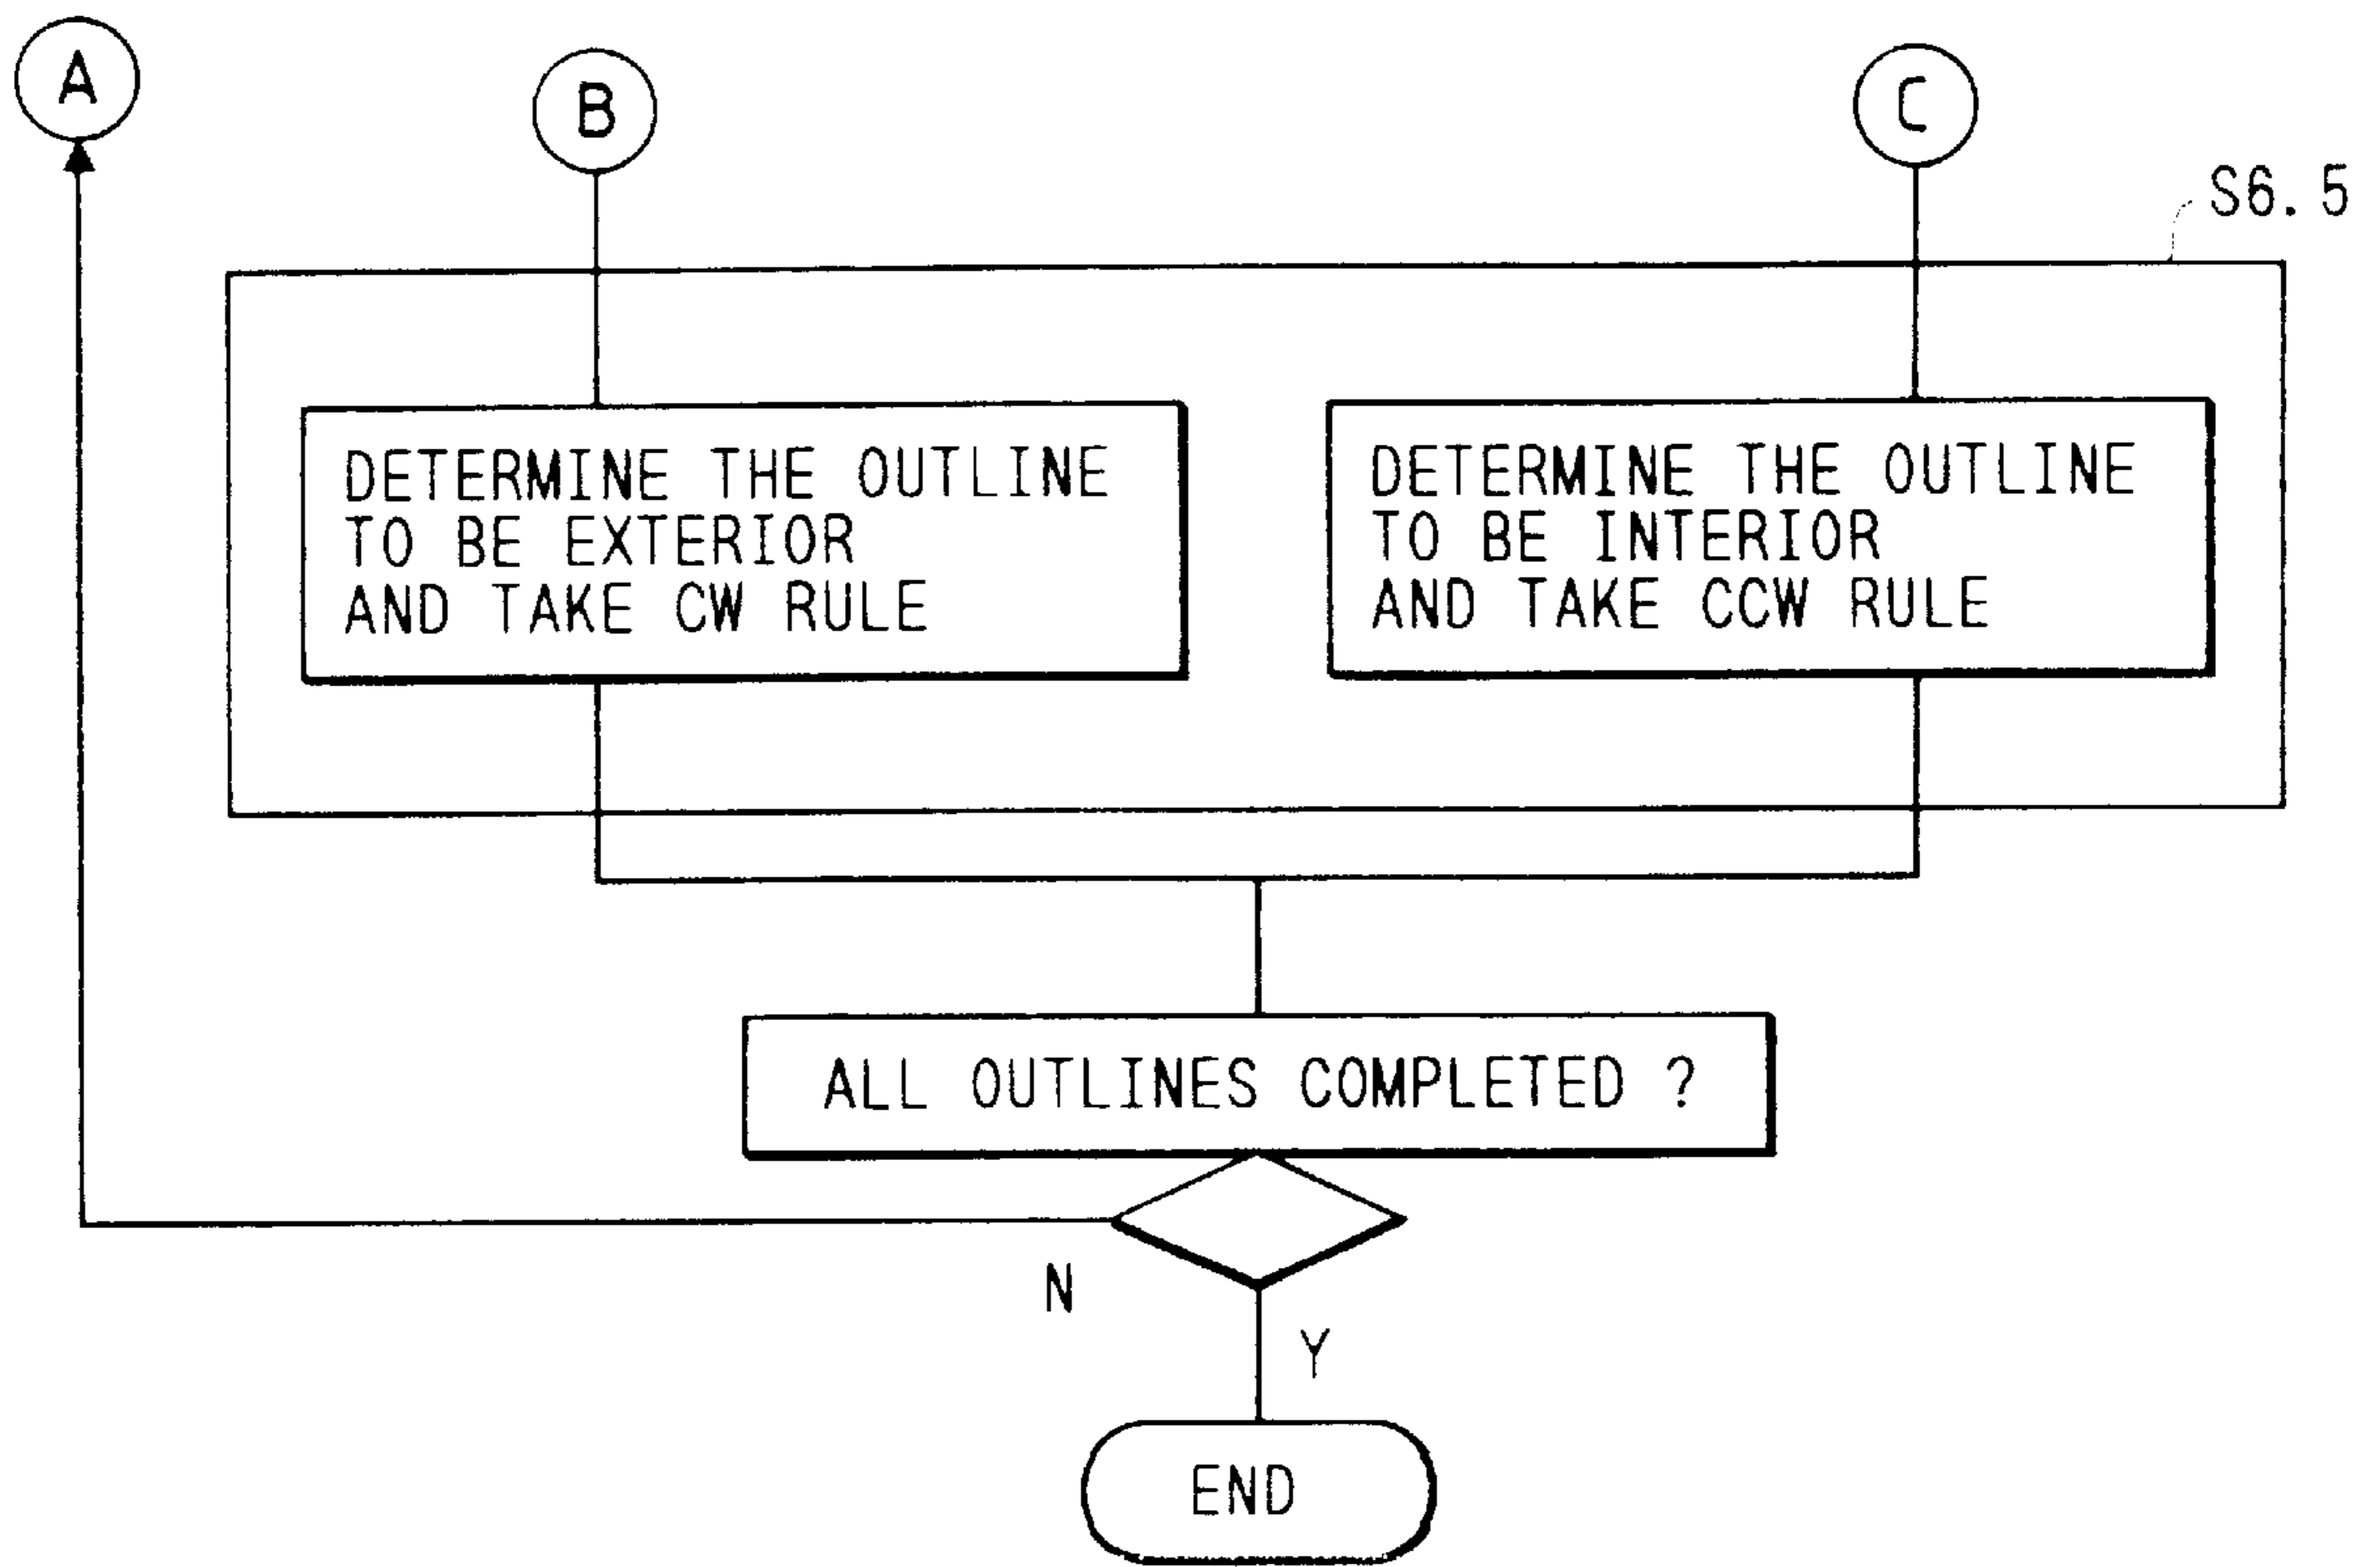 A
B
C
S6.5
DETERMINE THE OUTLINE
TO BE EXTERIOR
AND TAKE CW RULE
DETERMINE THE OUTLINE
TO BE INTERIOR
AND TAKE CCW RULE
ALL OUTLINES COMPLETED ?
N
Y
END